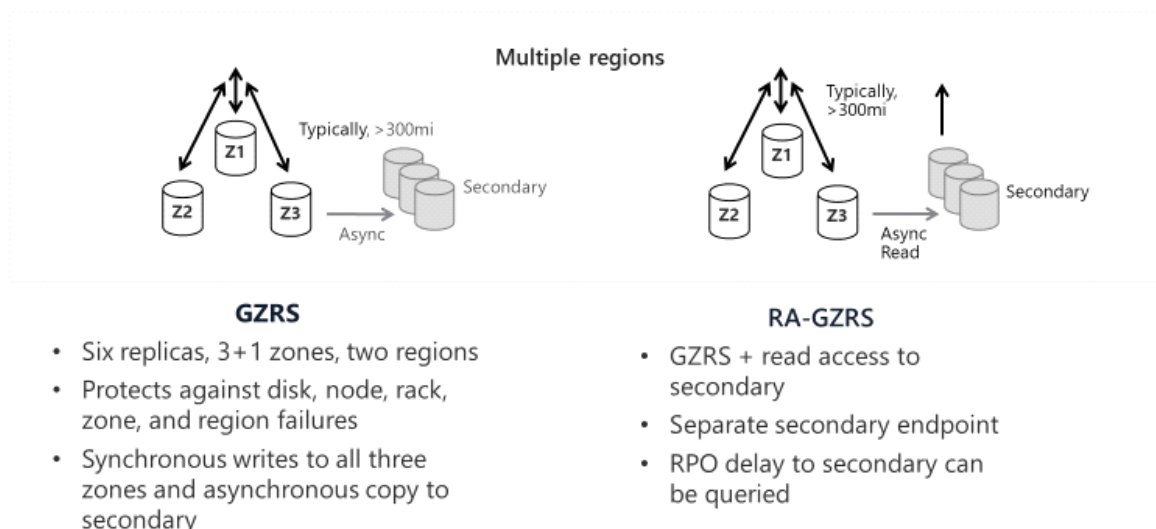 Multiple regions
Typically, >300mi
Z1
Z2
Z3
Secondary
Async
Typically,
>300mi
Z1
Z2
Z3
Secondary
Async
Read
GZRS
• Six replicas, 3+1 zones, two regions
• Protects against disk, node, rack,
zone, and region failures
• Synchronous writes to all three
zones and asynchronous copy to
secondary
RA-GZRS
• GZRS + read access to
secondary
• Separate secondary endpoint
• RPO delay to secondary can
be queried